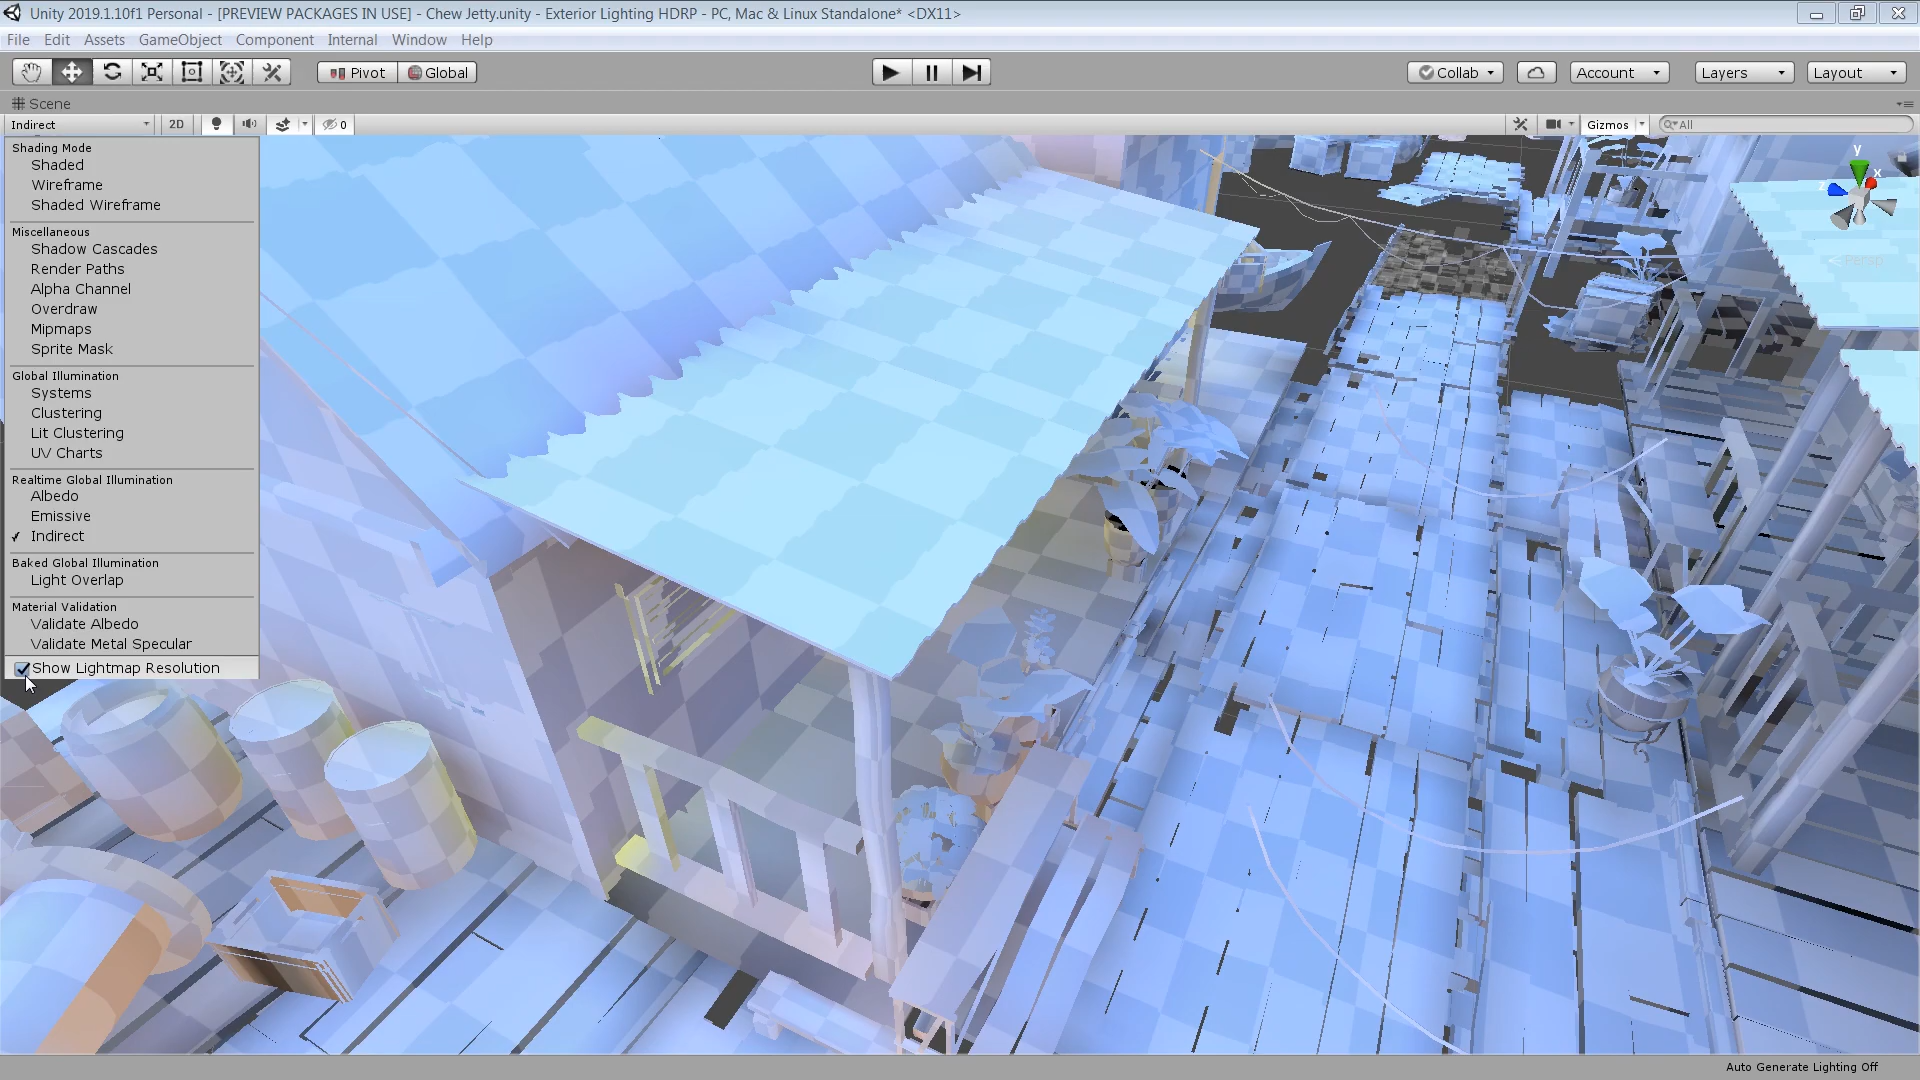 Unity 2019.1.10f1 Personal - [PREVIEW PACKAGES IN USE] - Chew Jetty.unity - Exterior Lighting HDRP - PC, Mac & Linux Standalone* <DX11>
File Edit Assets GameObject Component Internal Window Help
Pivot Global Collab Account Layers Layout
Scene
Indirect 2D 0 Gizmos All
Shading Mode
Shaded
Wireframe
Shaded Wireframe
Miscellaneous
Shadow Cascades
Render Paths
Alpha Channel
Overdraw
Mipmaps
Sprite Mask
Global Illumination
Systems
Clustering
Lit Clustering
UV Charts
Realtime Global Illumination
Albedo
Emissive
Indirect
Baked Global Illumination
Light Overlap
Material Validation
Validate Albedo
Validate Metal Specular
Show Lightmap Resolution
y
x
z
< Persp
Auto Generate Lighting Off